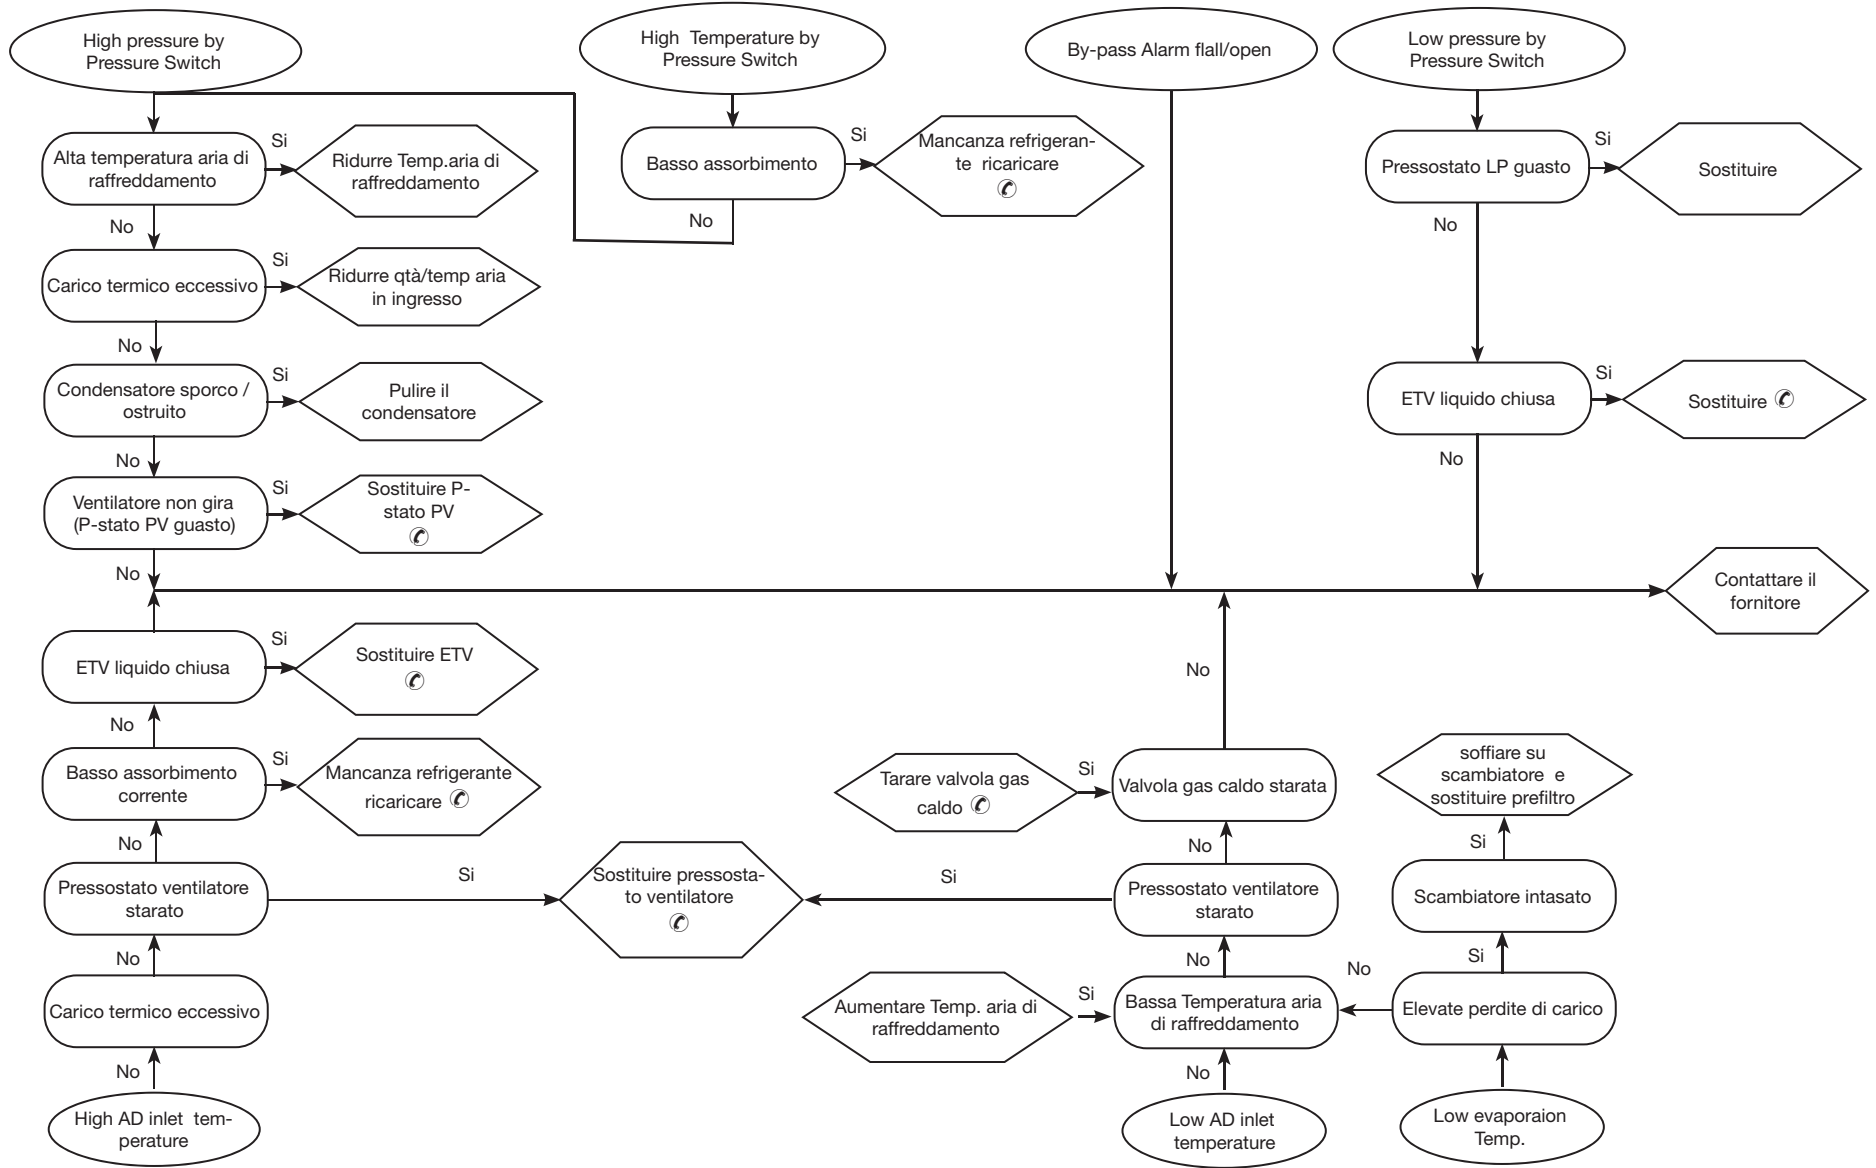 High pressure by
Pressure Switch
High Temperature by
Pressure Switch
By-pass Alarm flall/open
Low pressure by
Pressure Switch
Alta temperatura aria di
raffreddamento
Si
Ridurre Temp.aria di
raffreddamento
Basso assorbimento
Si
Mancanza refrigeran-
te ricaricare
✆
Pressostato LP guasto
Si
Sostituire
No
No
No
Carico termico eccessivo
Si
Ridurre qtà/temp aria
in ingresso
No
Condensatore sporco /
ostruito
Si
Pulire il
condensatore
ETV liquido chiusa
Si
Sostituire ✆
No
No
Ventilatore non gira
(P-stato PV guasto)
Si
Sostituire P-
stato PV
✆
No
Contattare il
fornitore
ETV liquido chiusa
Si
Sostituire ETV
✆
No
No
Basso assorbimento
corrente
Si
Mancanza refrigerante
ricaricare ✆
Tarare valvola gas
caldo ✆
Si
Valvola gas caldo starata
soffiare su
scambiatore e
sostituire prefiltro
No
No
Si
Pressostato ventilatore
starato
Si
Sostituire pressosta-
to ventilatore
✆
Si
Pressostato ventilatore
starato
Scambiatore intasato
No
No
Si
Carico termico eccessivo
Aumentare Temp. aria di
raffreddamento
Si
Bassa Temperatura aria
di raffreddamento
No
Elevate perdite di carico
No
No
High AD inlet tem-
perature
Low AD inlet
temperature
Low evaporaion
Temp.